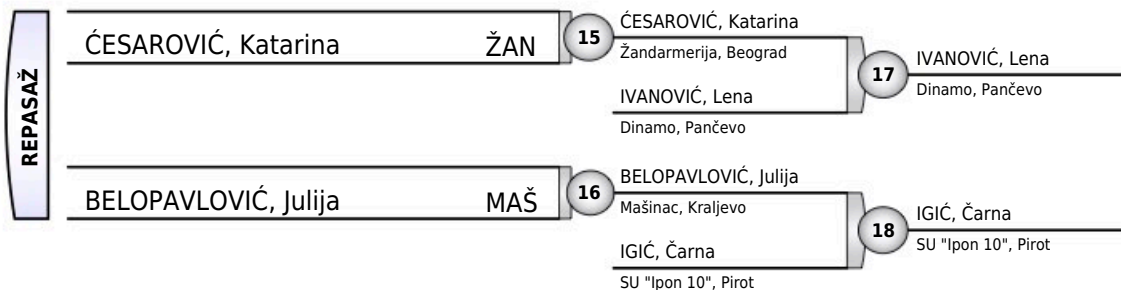 REPASAŽ
ĆESAROVIĆ, Katarina ŽAN
15
ĆESAROVIĆ, Katarina
Žandarmerija, Beograd
IVANOVIĆ, Lena
Dinamo, Pančevo
17
IVANOVIĆ, Lena
Dinamo, Pančevo
BELOPAVLOVIĆ, Julija MAŠ
16
BELOPAVLOVIĆ, Julija
Mašinac, Kraljevo
IGIĆ, Čarna
SU "Ipon 10", Pirot
18
IGIĆ, Čarna
SU "Ipon 10", Pirot